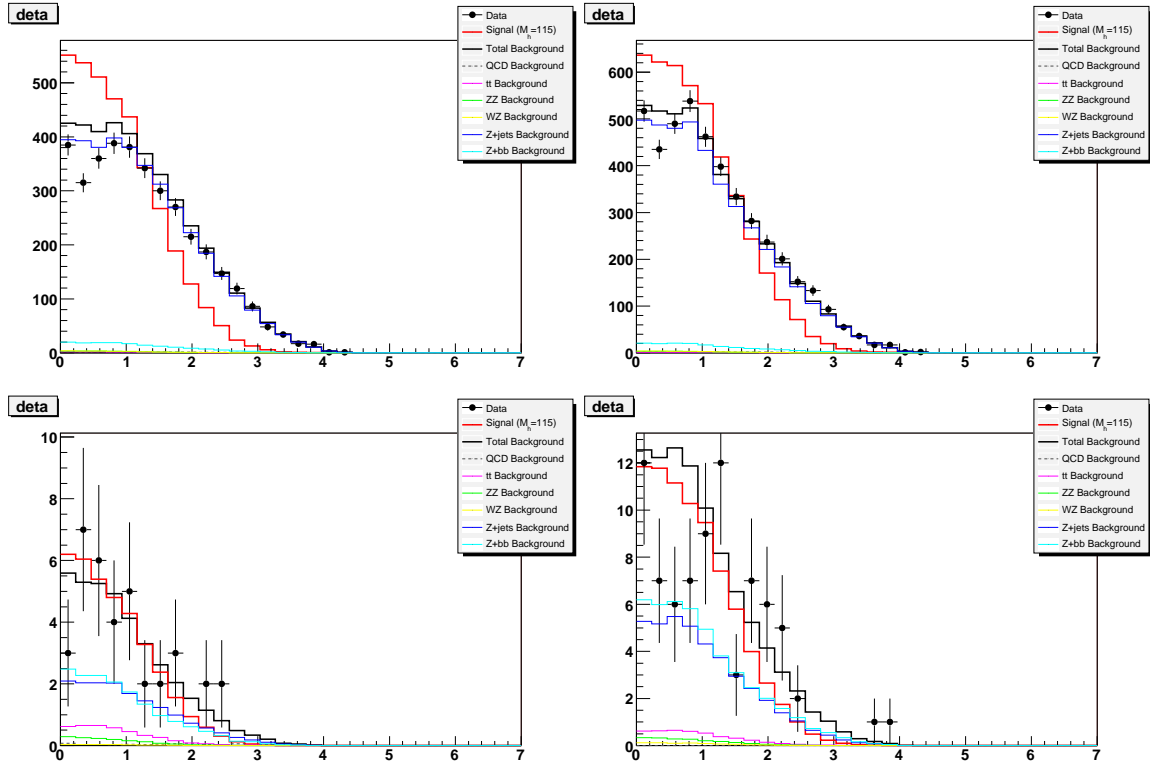 deta
Data
Signal (M_h=115)
Total Background
QCD Background
tt Background
ZZ Background
WZ Background
Z+jets Background
Z+bb Background
500
400
300
200
100
0
0 1 2 3 4 5 6 7
deta
Data
Signal (M_h=115)
Total Background
QCD Background
tt Background
ZZ Background
WZ Background
Z+jets Background
Z+bb Background
600
500
400
300
200
100
0
0 1 2 3 4 5 6 7
deta
Data
Signal (M_h=115)
Total Background
QCD Background
tt Background
ZZ Background
WZ Background
Z+jets Background
Z+bb Background
10
8
6
4
2
0
0 1 2 3 4 5 6 7
deta
Data
Signal (M_h=115)
Total Background
QCD Background
tt Background
ZZ Background
WZ Background
Z+jets Background
Z+bb Background
12
10
8
6
4
2
0
0 1 2 3 4 5 6 7